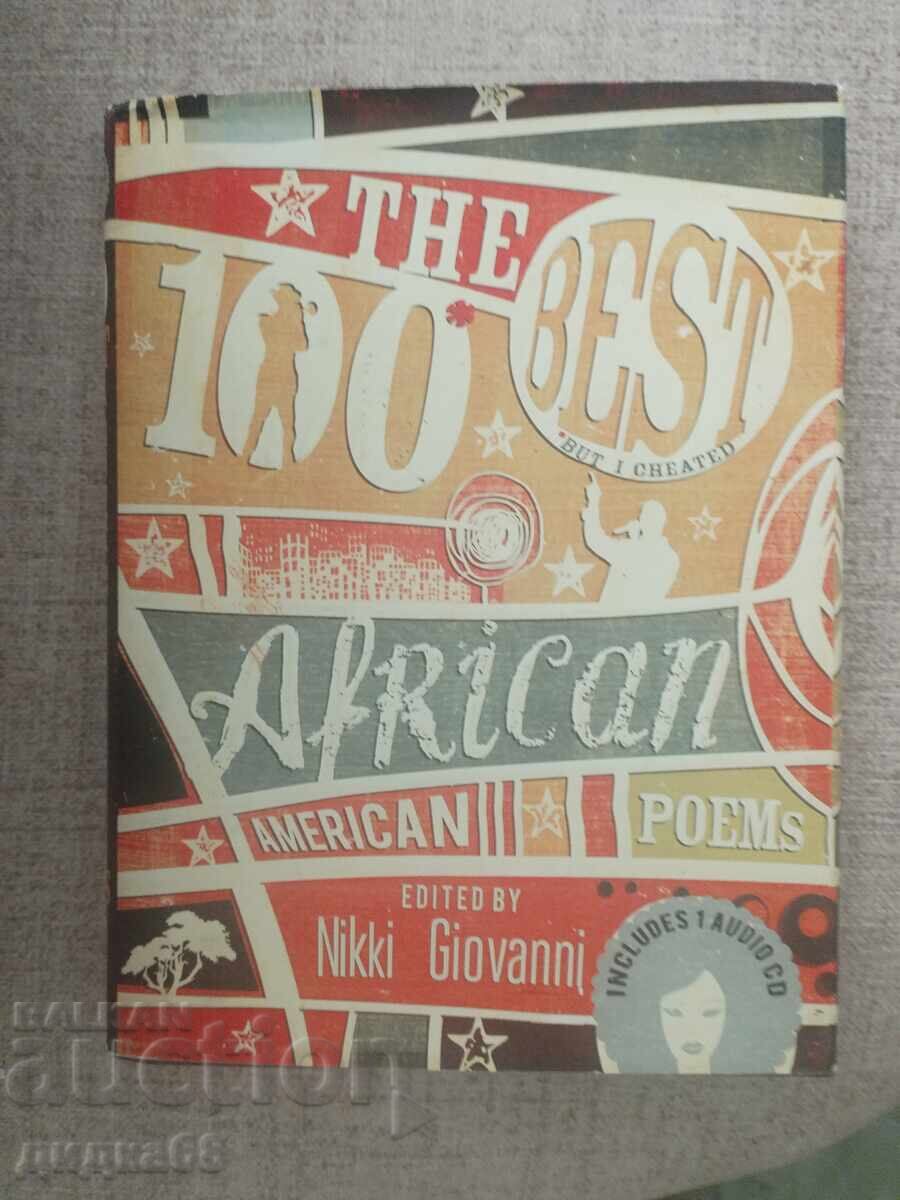 THE
100*
BEST
*BUT I CHEATED
AFRICAN
AMERICAN
POEMS
EDITED BY
Nikki Giovanni
INCLUDES 1 AUDIO CD
BALKAN
auction
дидка68